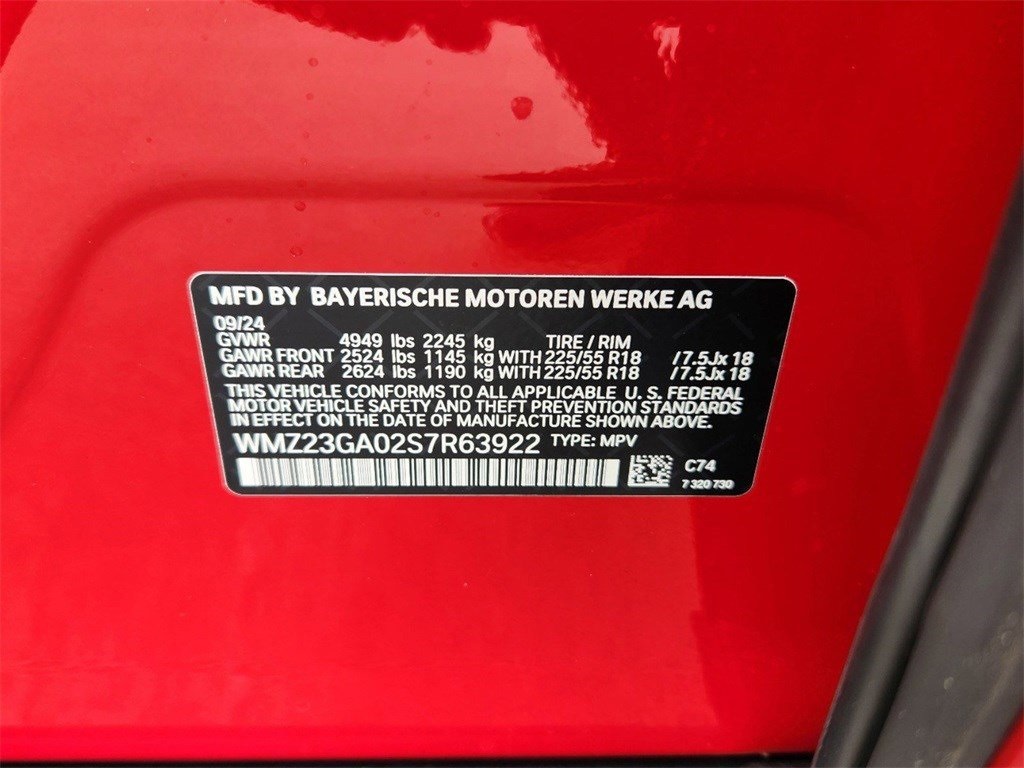 MFD BY BAYERISCHE MOTOREN WERKE AG
09/24
GVWR 4949 lbs 2245 kg TIRE / RIM
GAWR FRONT 2524 lbs 1145 kg WITH 225/55 R18 /7.5Jx 18
GAWR REAR 2624 lbs 1190 kg WITH 225/55 R18 /7.5Jx 18
THIS VEHICLE CONFORMS TO ALL APPLICABLE U. S. FEDERAL
MOTOR VEHICLE SAFETY AND THEFT PREVENTION STANDARDS
IN EFFECT ON THE DATE OF MANUFACTURE SHOWN ABOVE.
WMZ23GA02S7R63922 TYPE: MPV
C74
7 320 730